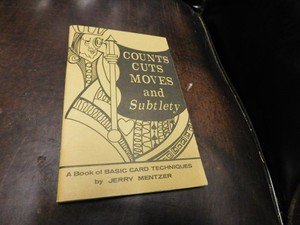 COUNTS
CUTS
MOVES
and
Subtlety
A Book of BASIC CARD TECHNIQUES
by JERRY MENTZER